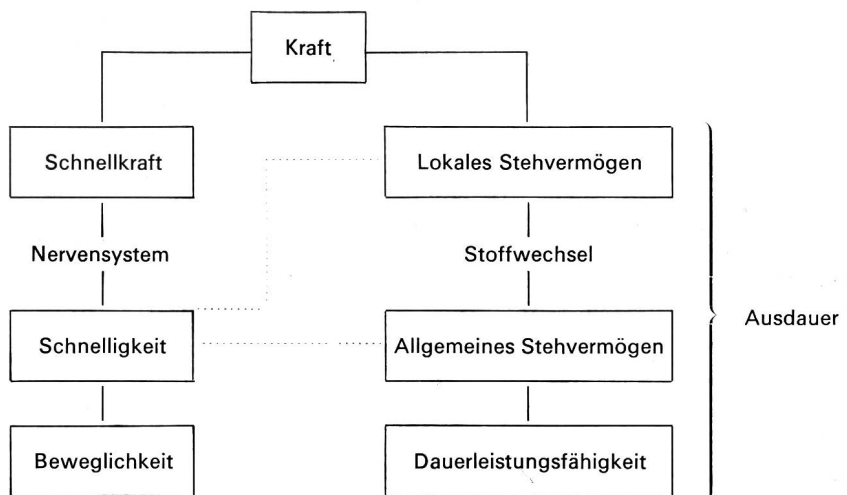 Kraft
Schnellkraft
Lokales Stehvermögen
Nervensystem
Stoffwechsel
Schnelligkeit
Allgemeines Stehvermögen
Ausdauer
Beweglichkeit
Dauerleistungsfähigkeit